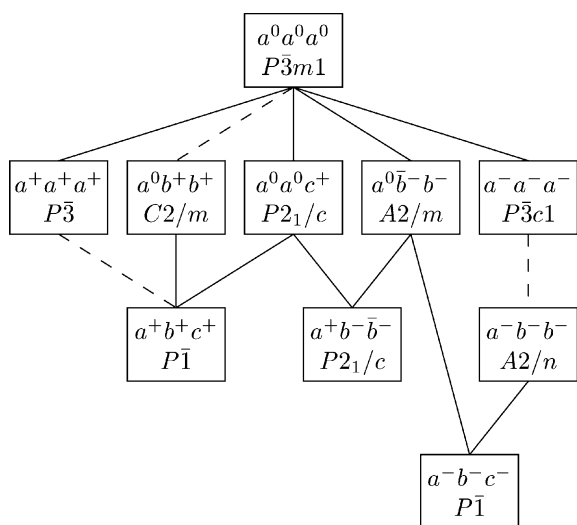 a⁰a⁰a⁰
P3̄m1
a⁺a⁺a⁺
P3̄
a⁰b⁺b⁺
C2/m
a⁰a⁰c⁺
P2₁/c
a⁰b̄⁻b⁻
A2/m
a⁻a⁻a⁻
P3̄c1
a⁺b⁺c⁺
P1̄
a⁺b⁻b̄⁻
P2₁/c
a⁻b⁻b⁻
A2/n
a⁻b⁻c⁻
P1̄